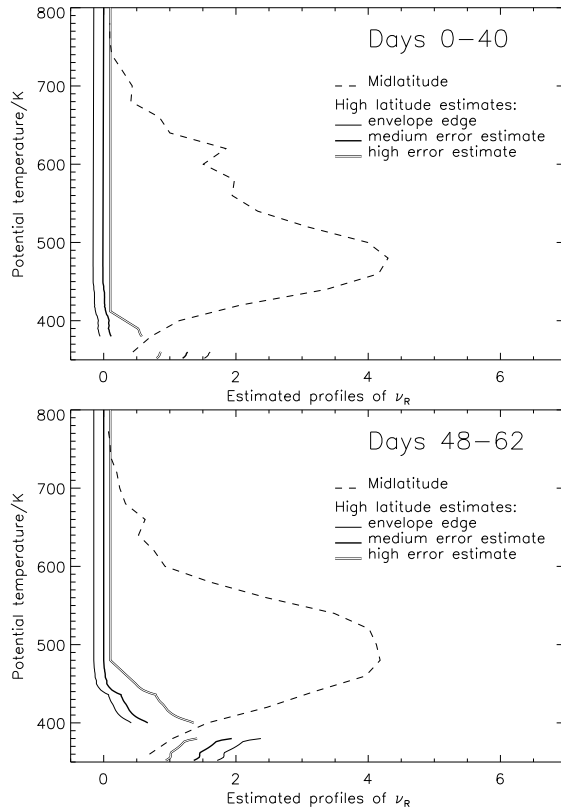 Days 0–40
Midlatitude
High latitude estimates:
envelope edge
medium error estimate
high error estimate
Potential temperature/K
800
700
600
500
400
0 2 4 6
Estimated profiles of νR
Days 48–62
Midlatitude
High latitude estimates:
envelope edge
medium error estimate
high error estimate
Potential temperature/K
800
700
600
500
400
0 2 4 6
Estimated profiles of νR